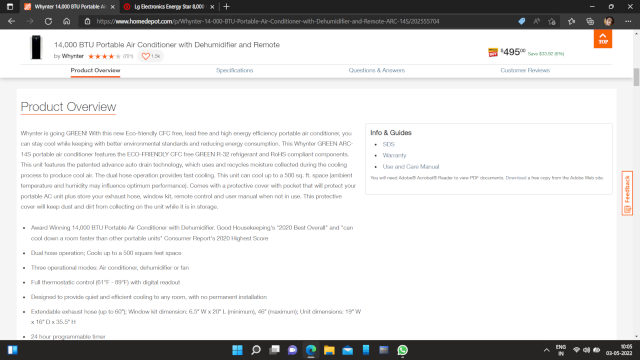 Whynter 14,000 BTU Portable Air
Lg Electronics Energy Star 8,000
https://www.homedepot.com/p/Whynter-14-000-BTU-Portable-Air-Conditioner-with-Dehumidifier-and-Remote-ARC-14S/202555704
14,000 BTU Portable Air Conditioner with Dehumidifier and Remote
by Whynter
1.5k
$495
Save $33.92 (6%)
TOP
Product Overview
Specifications
Questions & Answers
Customer Reviews
Product Overview
Whynter is going GREEN! With this new Eco-friendly CFC free, lead free and high energy efficiency portable air conditioner, you
can stay cool while keeping with better environmental standards and reducing energy consumption. This Whynter GREEN ARC-
14S portable air conditioner features the ECO-FRIENDLY CFC free GREEN R-32 refrigerant and RoHS compliant components.
This unit features the patented advance auto drain technology, which uses and recycles moisture collected during the cooling
process to produce cool air. The dual hose operation provides fast cooling. This unit can cool up to a 500 sq. ft. space (ambient
temperature and humidity may influence optimum performance). Comes with a protective cover with pocket that will protect your
portable AC unit plus store your exhaust hose, window kit, remote control and user manual when not in use. This protective
cover will keep dust and dirt from collecting on the unit while it is in storage.
Award Winning 14,000 BTU Portable Air Conditioner with Dehumidifier. Good Housekeeping's "2020 Best Overall" and "can
cool down a room faster than other portable units" Consumer Report's 2020 Highest Score
Dual hose operation; Cools up to a 500 square feet space
Three operational modes: Air conditioner, dehumidifier or fan
Full thermostatic control (61°F - 89°F) with digital readout
Designed to provide quiet and efficient cooling to any room, with no permanent installation
Extendable exhaust hose (up to 60"); Window kit dimension: 6.0" W x 20" L (minimum), 46" (maximum); Unit dimensions: 19" W
x 16" D x 35.5" H
24 hour programmable timer
Info & Guides
SDS
Warranty
Use and Care Manual
You will need Adobe® Acrobat® Reader to view PDF documents. Download a free copy from the Adobe Web site.
Feedback
ENG
IN
10:05
03-05-2022